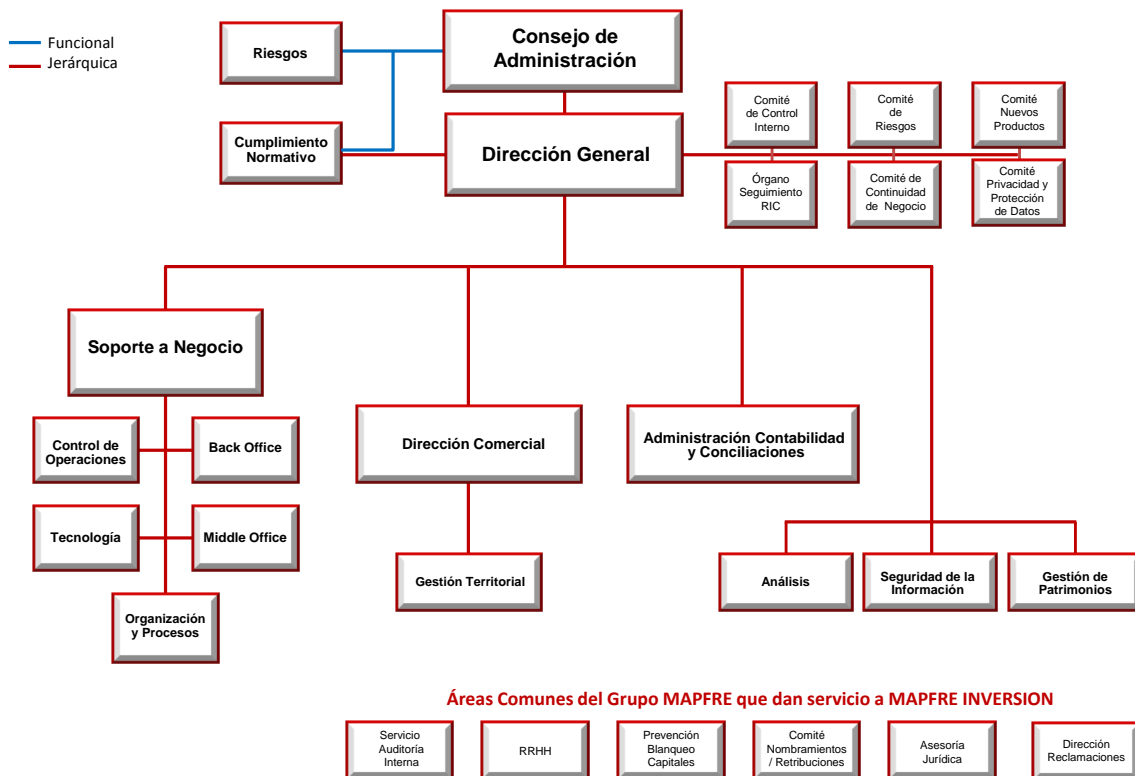 Funcional
Jerárquica
Riesgos
Consejo de
Administración
Cumplimiento
Normativo
Dirección General
Comité
de Control
Interno
Comité
de
Riesgos
Comité
Nuevos
Productos
Órgano
Seguimiento
RIC
Comité de
Continuidad
de Negocio
Comité
Privacidad y
Protección
de Datos
Soporte a Negocio
Control de
Operaciones
Back Office
Tecnología
Middle Office
Organización
y Procesos
Dirección Comercial
Gestión Territorial
Administración Contabilidad
y Conciliaciones
Análisis
Seguridad de la
Información
Gestión de
Patrimonios
Áreas Comunes del Grupo MAPFRE que dan servicio a MAPFRE INVERSION
Servicio
Auditoría
Interna
RRHH
Prevención
Blanqueo
Capitales
Comité
Nombramientos
/ Retribuciones
Asesoría
Jurídica
Dirección
Reclamaciones